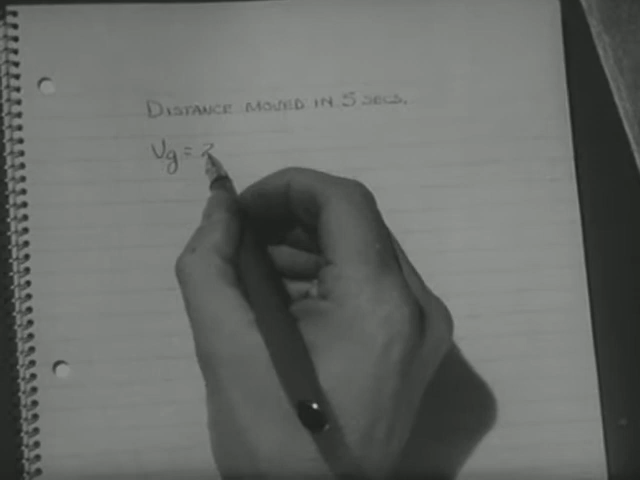 DISTANCE MOVED IN 5 SECS.
Vg = 2